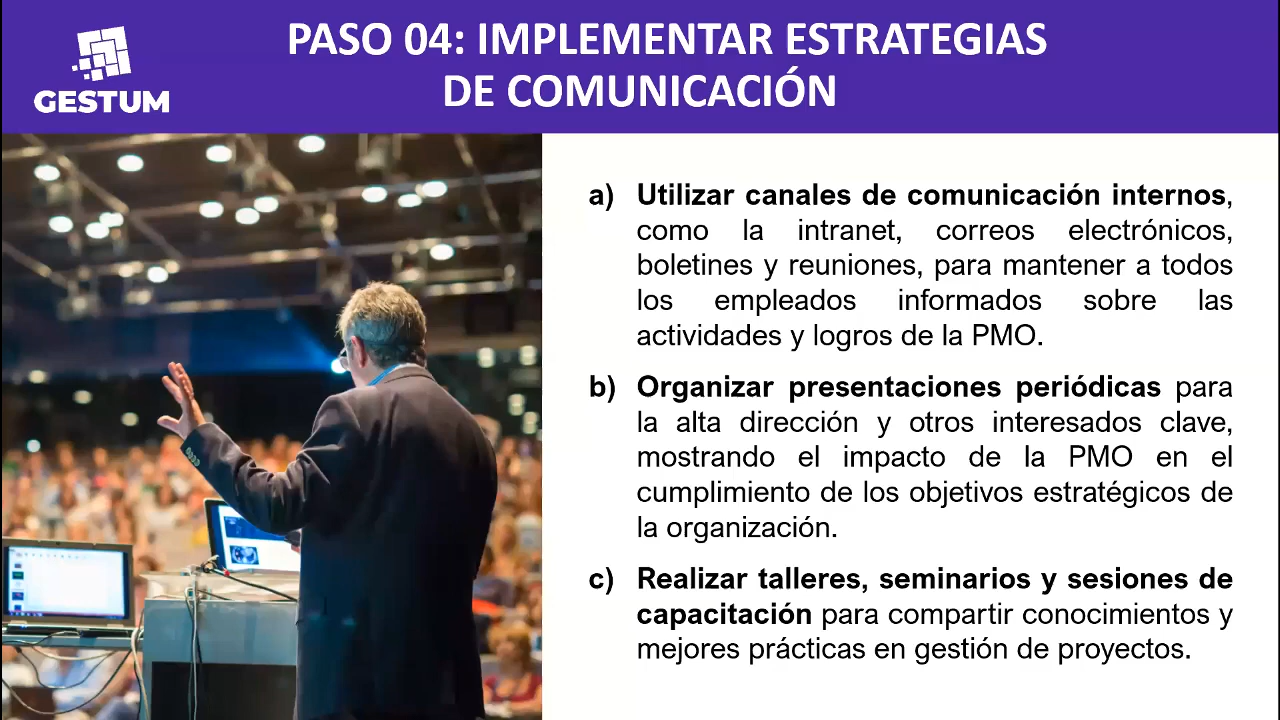 GESTUM
PASO 04: IMPLEMENTAR ESTRATEGIAS
DE COMUNICACIÓN
a) Utilizar canales de comunicación internos,
como la intranet, correos electrónicos,
boletines y reuniones, para mantener a todos
los empleados informados sobre las
actividades y logros de la PMO.
b) Organizar presentaciones periódicas para
la alta dirección y otros interesados clave,
mostrando el impacto de la PMO en el
cumplimiento de los objetivos estratégicos de
la organización.
c) Realizar talleres, seminarios y sesiones de
capacitación para compartir conocimientos y
mejores prácticas en gestión de proyectos.